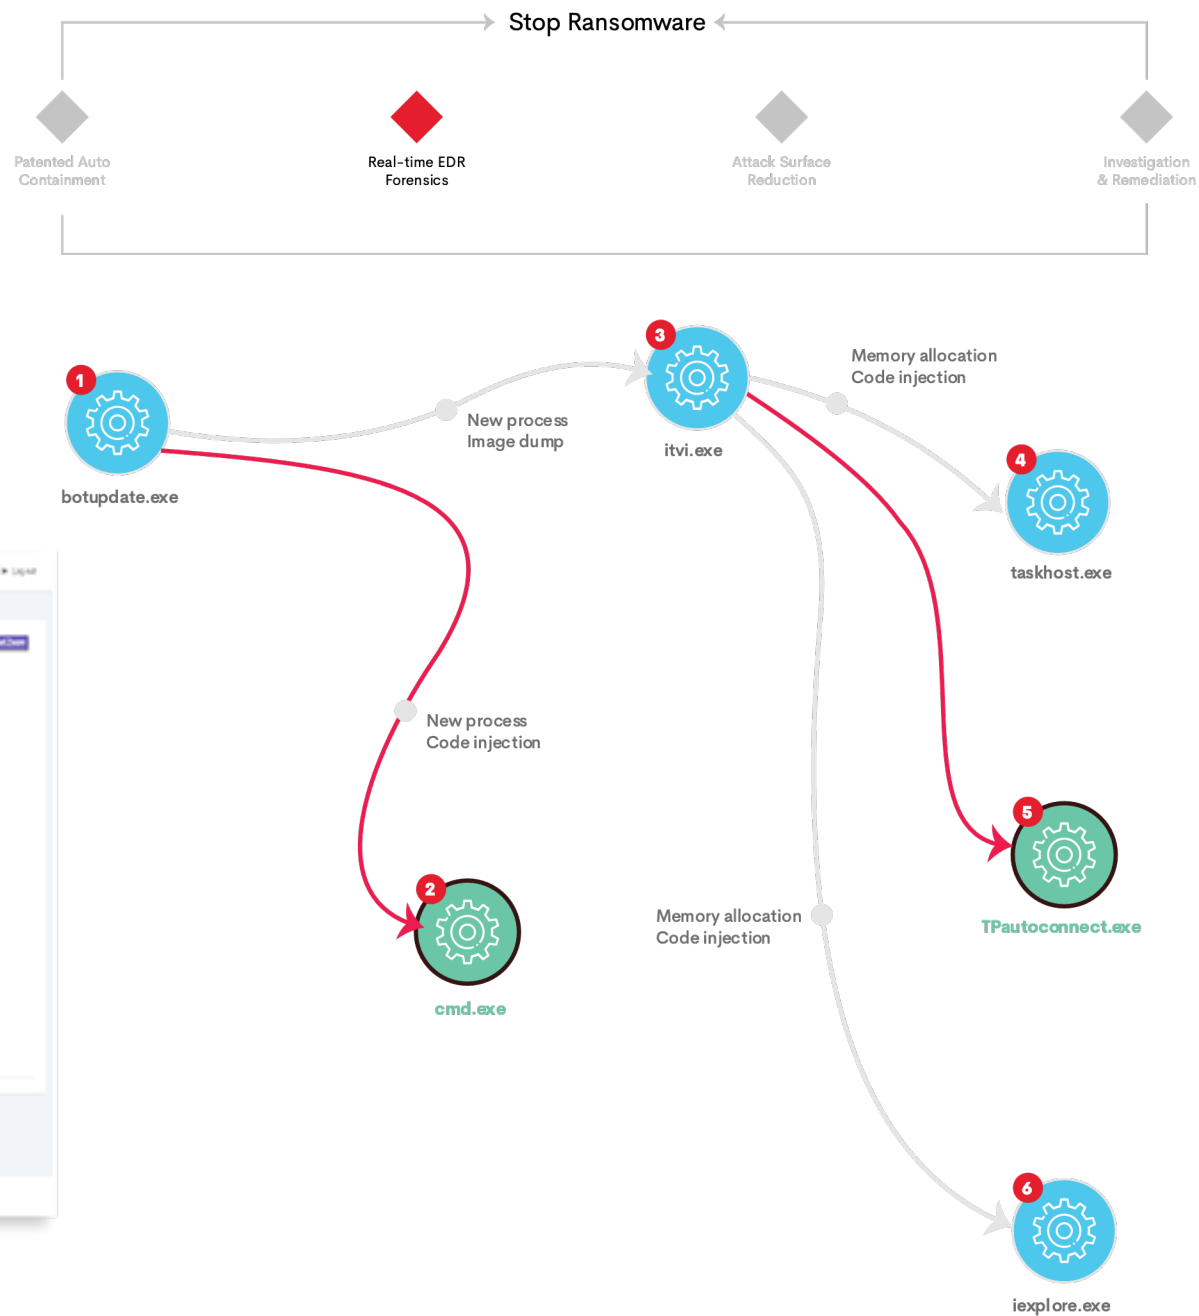 Stop Ransomware
Patented Auto
Containment
Real-time EDR
Forensics
Attack Surface
Reduction
Investigation
& Remediation
1
botupdate.exe
New process
Image dump
3
itvi.exe
Memory allocation
Code injection
4
taskhost.exe
Log out
New process
Code injection
2
cmd.exe
5
TPautoconnect.exe
Memory allocation
Code injection
6
iexplore.exe